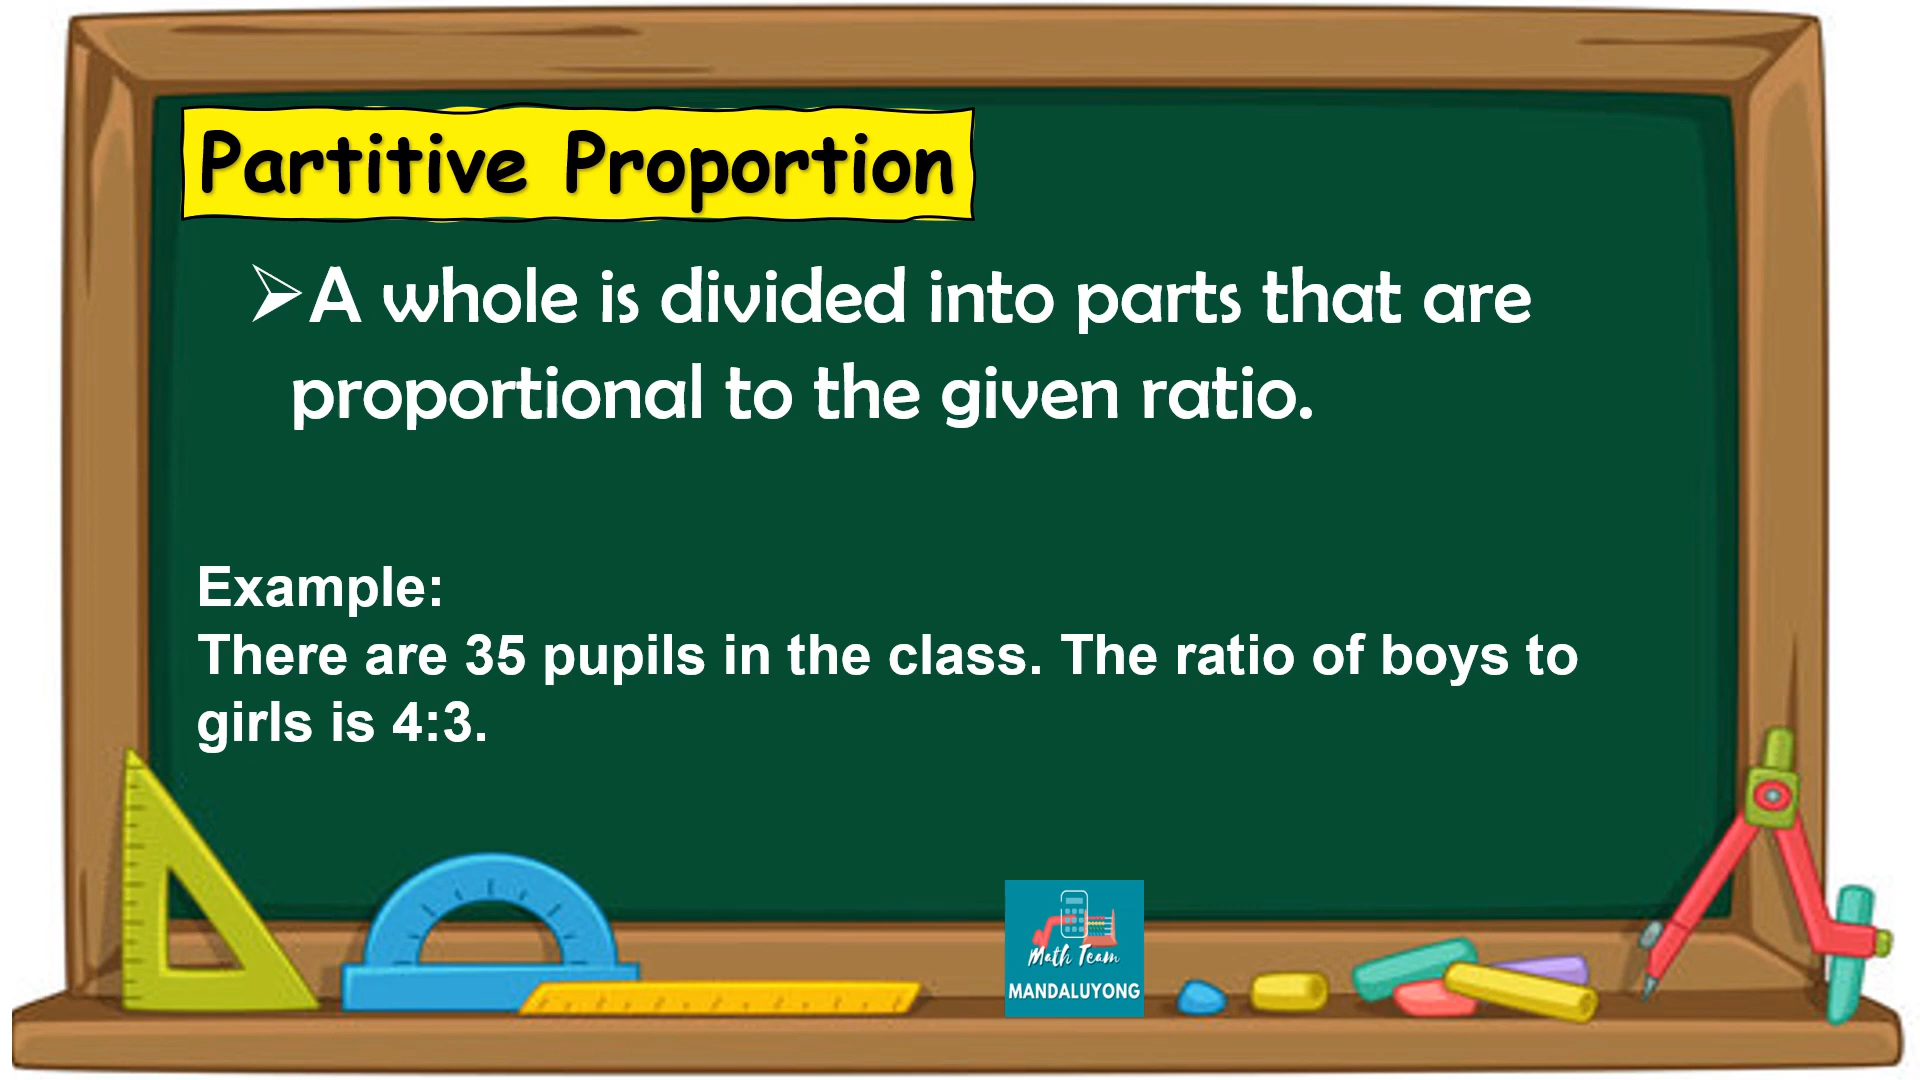 Partitive Proportion
➢A whole is divided into parts that are
proportional to the given ratio.
Example:
There are 35 pupils in the class. The ratio of boys to
girls is 4:3.
Math Team
MANDALUYONG